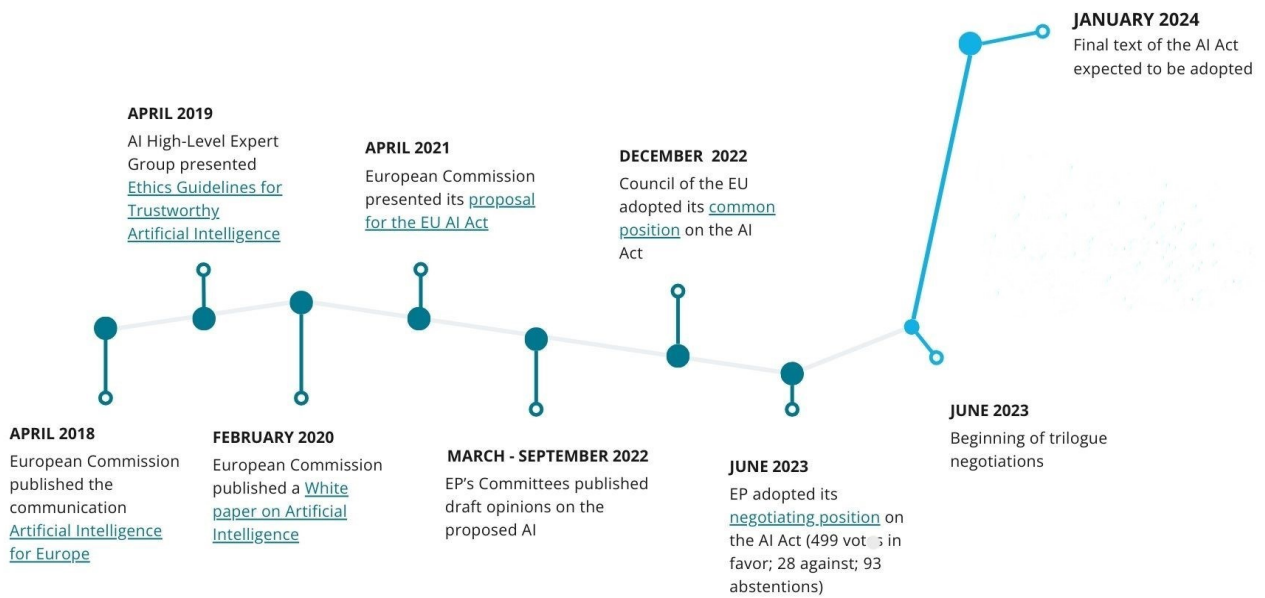 JANUARY 2024
Final text of the AI Act
expected to be adopted
APRIL 2019
AI High-Level Expert
Group presented
Ethics Guidelines for
Trustworthy
Artificial Intelligence
APRIL 2021
European Commission
presented its proposal
for the EU AI Act
DECEMBER 2022
Council of the EU
adopted its common
position on the AI
Act
APRIL 2018
European Commission
published the
communication
Artificial Intelligence
for Europe
FEBRUARY 2020
European Commission
published a White
paper on Artificial
Intelligence
MARCH - SEPTEMBER 2022
EP’s Committees published
draft opinions on the
proposed AI
JUNE 2023
EP adopted its
negotiating position on
the AI Act (499 votes in
favor; 28 against; 93
abstentions)
JUNE 2023
Beginning of trilogue
negotiations